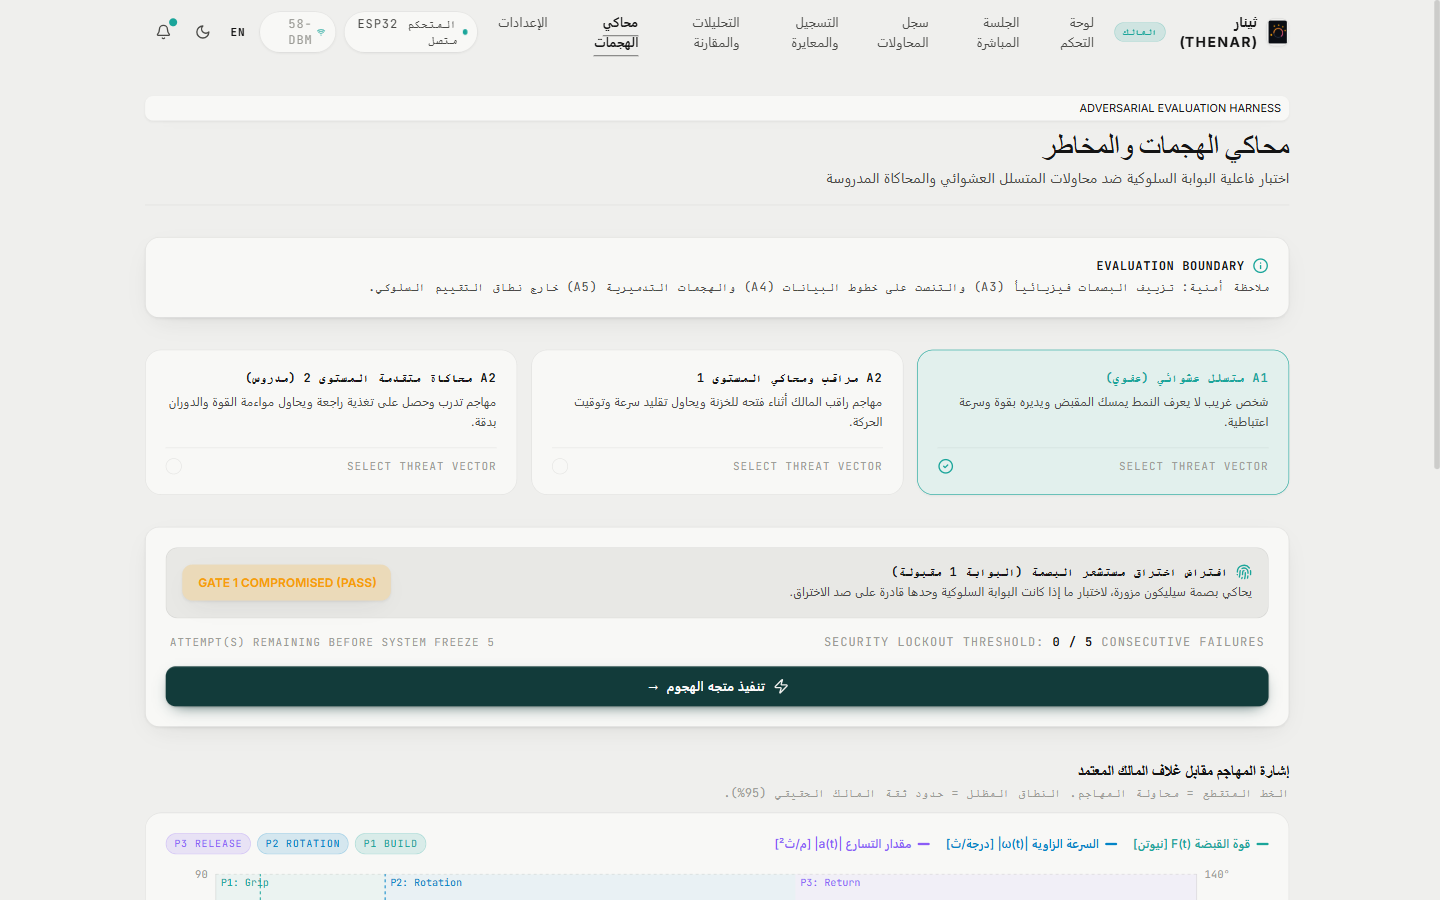 ثينار
(THENAR)
المالك
لوحة
التحكم
الجلسة
المباشرة
سجل
المحاولات
التسجيل
والمعايرة
التحليلات
والمقارنة
محاكي
الهجمات
الإعدادات
المتحكم ESP32
متصل
58-
DBM
EN
ADVERSARIAL EVALUATION HARNESS
محاكي الهجمات والمخاطر
اختبار فاعلية البوابة السلوكية ضد محاولات المتسلل العشوائي والمحاكاة المدروسة
EVALUATION BOUNDARY
ملاحظة أمنية: تزييف البصمات فيزيائياً (A3) والتنصت على خطوط البيانات (A4) والهجمات التدميرية (A5) خارج نطاق التقييم السلوكي.
A1 متسلل عشوائي (عفوي)
شخص غريب لا يعرف النمط يمسك المقبض ويديره بقوة وسرعة
اعتباطية.
SELECT THREAT VECTOR
A2 مراقب ومحاكي المستوى 1
مهاجم راقب المالك أثناء فتحه للخزنة ويحاول تقليد سرعة وتوقيت
الحركة.
SELECT THREAT VECTOR
A2 محاكاة متقدمة المستوى 2 (مدروس)
مهاجم تدرب وحصل على تغذية راجعة ويحاول مواءمة القوة والدوران
بدقة.
SELECT THREAT VECTOR
افتراض اختراق مستشعر البصمة (البوابة 1 مقبولة)
يحاكي بصمة سيليكون مزورة، لاختبار ما إذا كانت البوابة السلوكية وحدها قادرة على صد الاختراق.
GATE 1 COMPROMISED (PASS)
SECURITY LOCKOUT THRESHOLD: 0 / 5 CONSECUTIVE FAILURES
ATTEMPT(S) REMAINING BEFORE SYSTEM FREEZE 5
تنفيذ متجه الهجوم →
إشارة المهاجم مقابل غلاف المالك المعتمد
الخط المتقطع = محاولة المهاجم. النطاق المظلل = حدود ثقة المالك الحقيقي (95%).
قوة القبضة F(t) [نيوتن]
السرعة الزاوية |ω(t)| [درجة/ث]
مقدار التسارع |a(t)| [م/ث²]
P3 RELEASE
P2 ROTATION
P1 BUILD
90
P1: Grip
P2: Rotation
P3: Return
140°